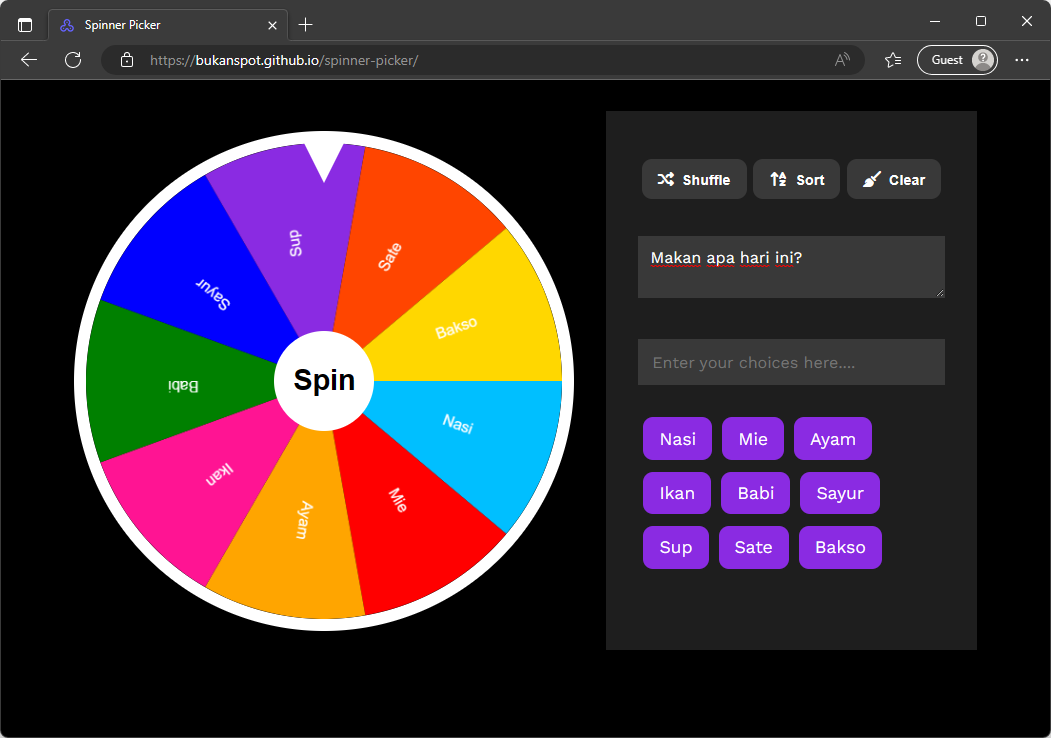 Spinner Picker
https://bukanspot.github.io/spinner-picker/
Guest
Shuffle
Sort
Clear
Makan apa hari ini?
Enter your choices here....
Nasi
Mie
Ayam
Ikan
Babi
Sayur
Sup
Sate
Bakso
Sup
Sate
Bakso
Nasi
Mie
Ayam
Ikan
Babi
Sayur
Spin